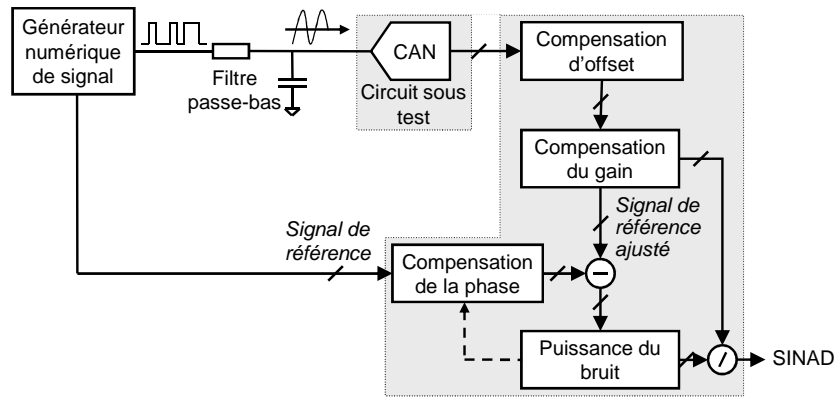 Générateur
numérique
de signal
Filtre
passe-bas
CAN
Circuit sous
test
Compensation
d'offset
Compensation
du gain
Signal de
référence
ajusté
Signal de
référence
Compensation
de la phase
−
Puissance du
bruit
/
SINAD